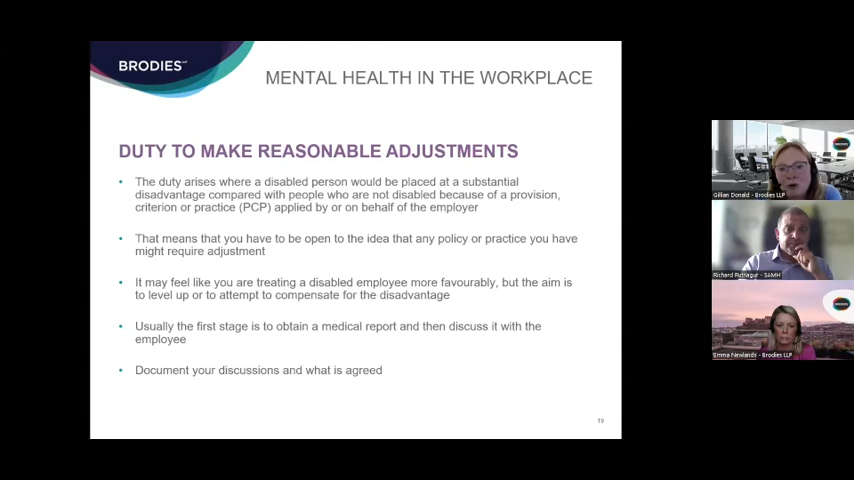 BRODIES LLP
MENTAL HEALTH IN THE WORKPLACE
DUTY TO MAKE REASONABLE ADJUSTMENTS
• The duty arises where a disabled person would be placed at a substantial
disadvantage compared with people who are not disabled because of a provision,
criterion or practice (PCP) applied by or on behalf of the employer
• That means that you have to be open to the idea that any policy or practice you have
might require adjustment
• It may feel like you are treating a disabled employee more favourably, but the aim is
to level up or to attempt to compensate for the disadvantage
• Usually the first stage is to obtain a medical report and then discuss it with the
employee
• Document your discussions and what is agreed
19
BRODIES
Gillian Donald - Brodies LLP
Richard Rutnagur - SAMH
Emma Newlands - Brodies LLP